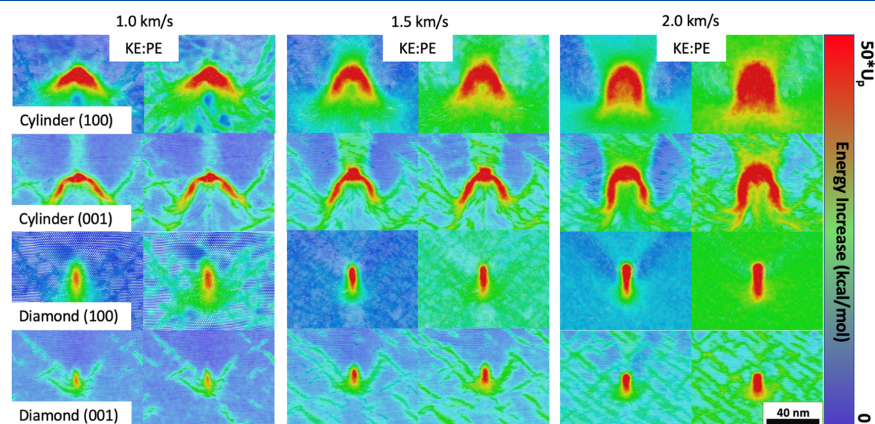 1.0 km/s
1.5 km/s
2.0 km/s
KE:PE
KE:PE
KE:PE
Cylinder (100)
Cylinder (001)
Diamond (100)
Diamond (001)
40 nm
50*Up
Energy Increase (kcal/mol)
0